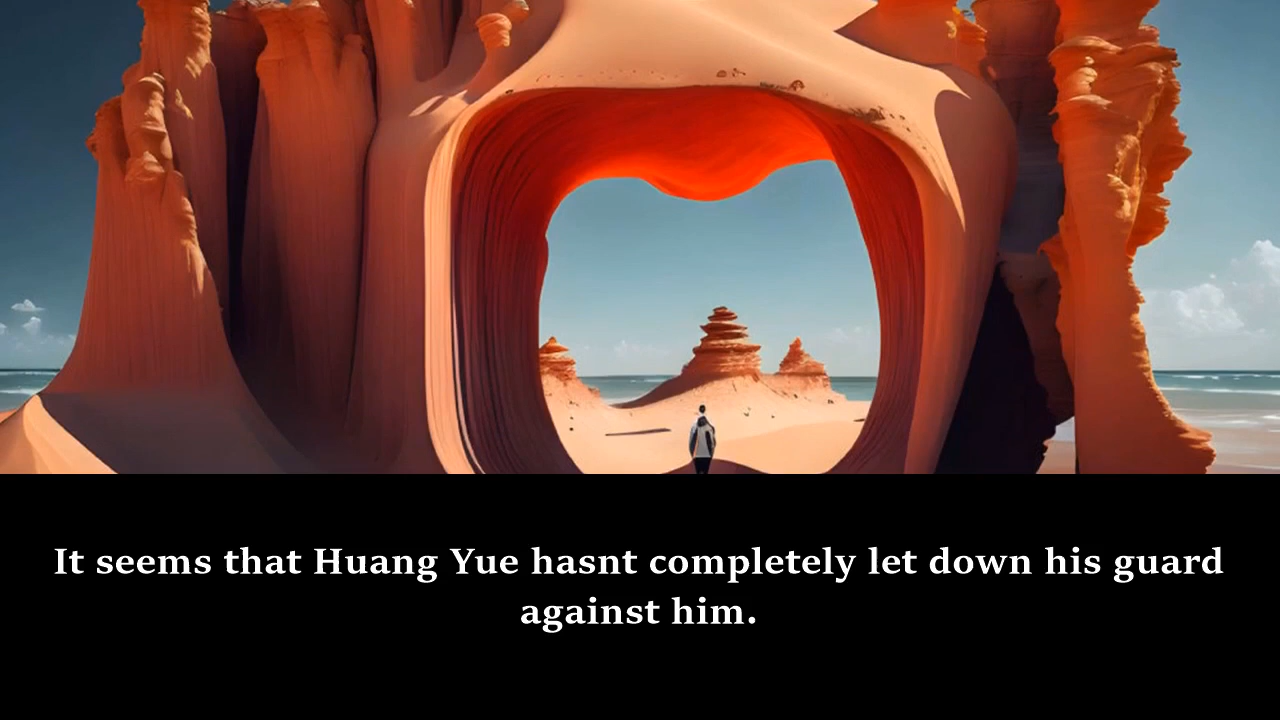 It seems that Huang Yue hasnt completely let down his guard
against him.